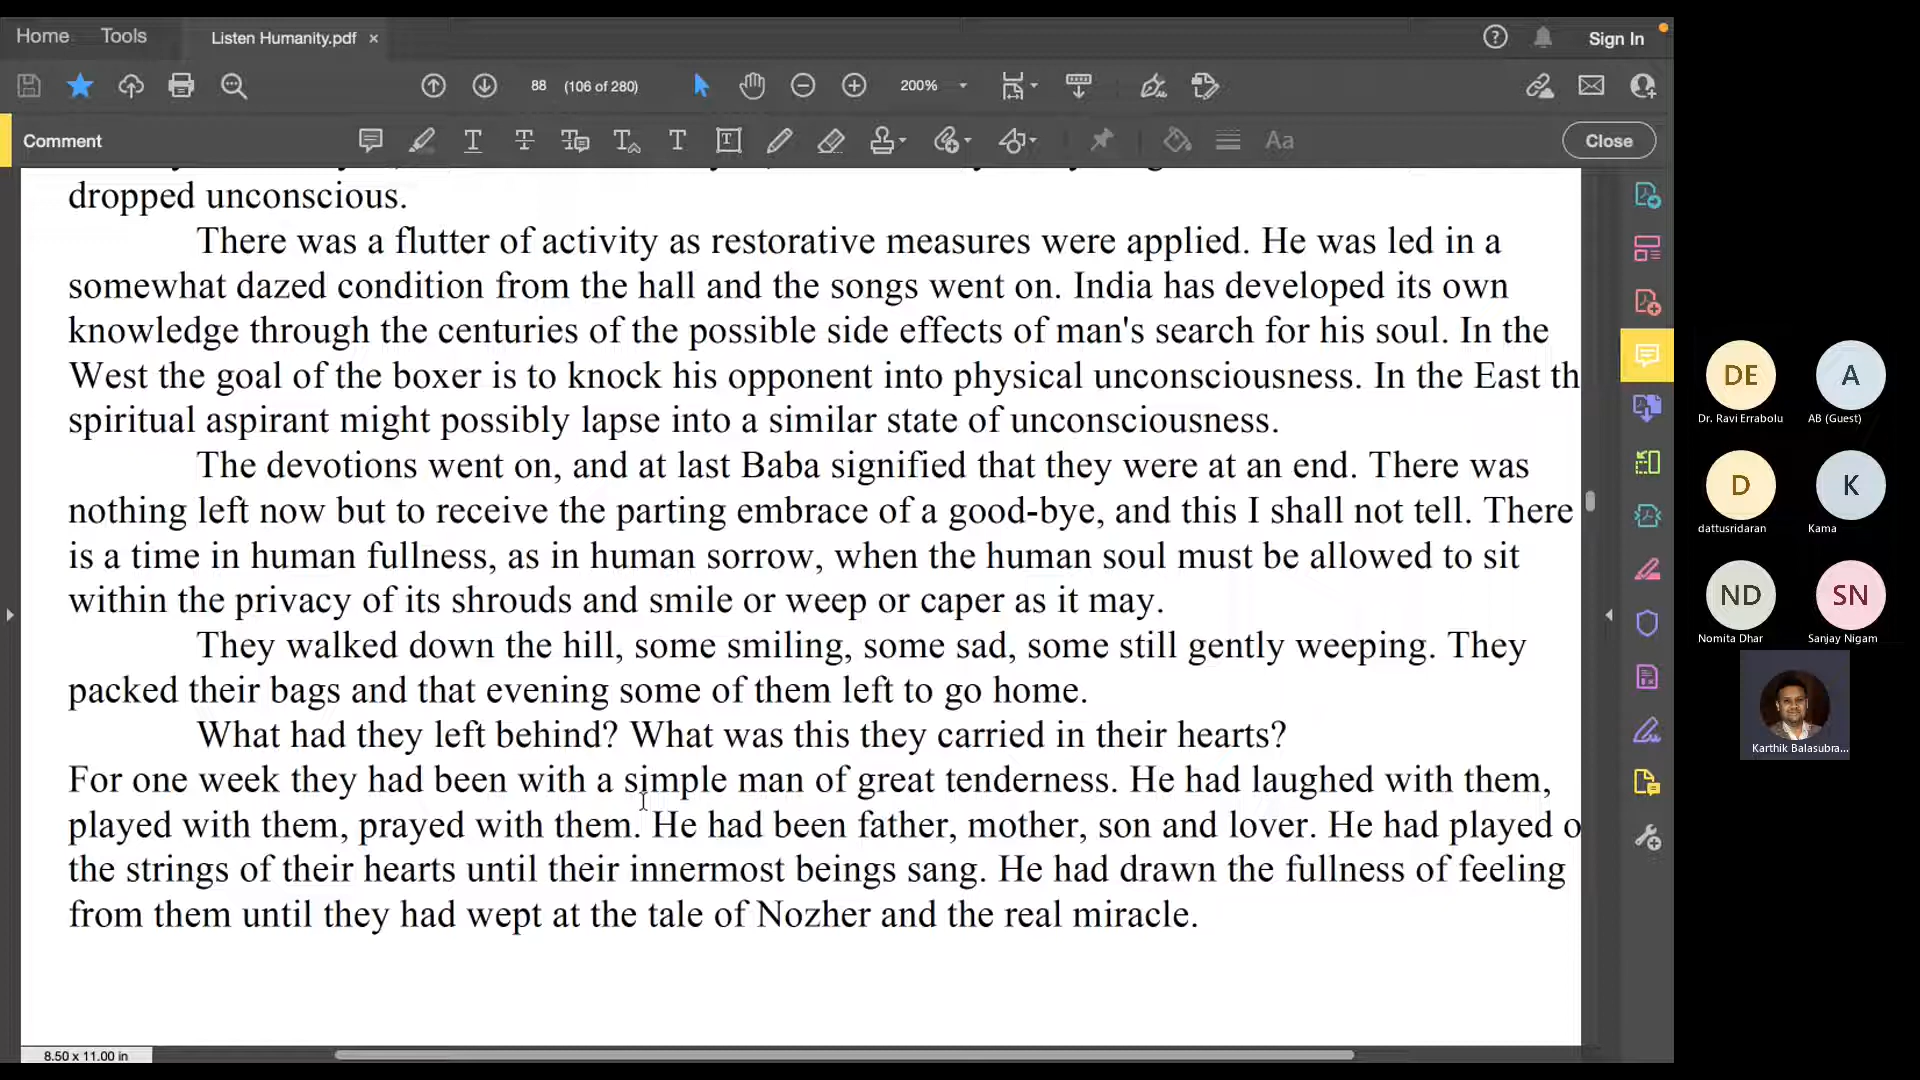 Home Tools Listen Humanity.pdf × Sign In
88 (106 of 280) 200%
Comment T T T T T Aa Close
dropped unconscious.
There was a flutter of activity as restorative measures were applied. He was led in a
somewhat dazed condition from the hall and the songs went on. India has developed its own
knowledge through the centuries of the possible side effects of man's search for his soul. In the
West the goal of the boxer is to knock his opponent into physical unconsciousness. In the East th
spiritual aspirant might possibly lapse into a similar state of unconsciousness.
The devotions went on, and at last Baba signified that they were at an end. There was
nothing left now but to receive the parting embrace of a good-bye, and this I shall not tell. There
is a time in human fullness, as in human sorrow, when the human soul must be allowed to sit
within the privacy of its shrouds and smile or weep or caper as it may.
They walked down the hill, some smiling, some sad, some still gently weeping. They
packed their bags and that evening some of them left to go home.
What had they left behind? What was this they carried in their hearts?
For one week they had been with a simple man of great tenderness. He had laughed with them,
played with them, prayed with them. He had been father, mother, son and lover. He had played o
the strings of their hearts until their innermost beings sang. He had drawn the fullness of feeling
from them until they had wept at the tale of Nozher and the real miracle.
8.50 x 11.00 in
DE A
Dr. Ravi Errabolu AB (Guest)
D K
dattusridaran Kama
ND SN
Nomita Dhar Sanjay Nigam
Karthik Balasubra...